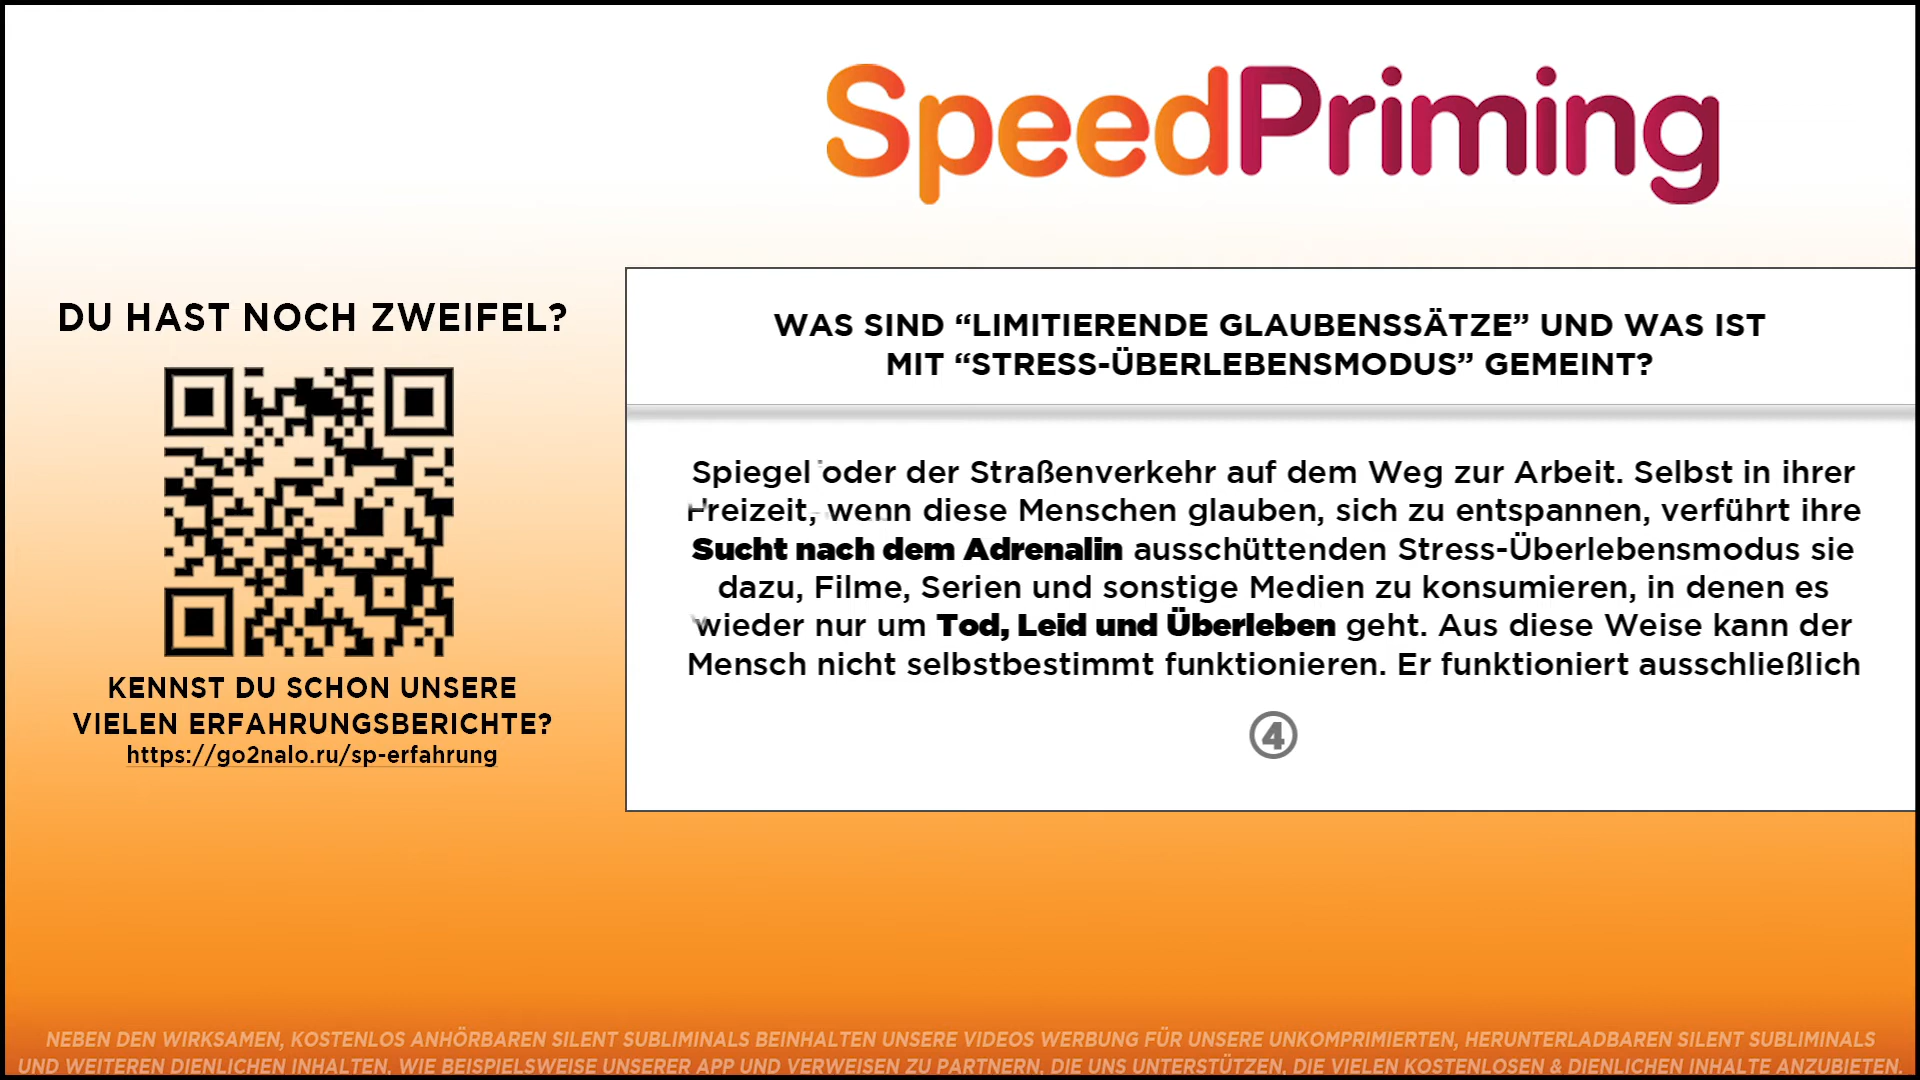 SpeedPriming
DU HAST NOCH ZWEIFEL?
KENNST DU SCHON UNSERE
VIELEN ERFAHRUNGSBERICHTE?
https://go2nalo.ru/sp-erfahrung
WAS SIND “LIMITIERENDE GLAUBENSSÄTZE” UND WAS IST
MIT “STRESS-ÜBERLEBENSMODUS” GEMEINT?
Spiegel oder der Straßenverkehr auf dem Weg zur Arbeit. Selbst in ihrer
Freizeit, wenn diese Menschen glauben, sich zu entspannen, verführt ihre
Sucht nach dem Adrenalin ausschüttenden Stress-Überlebensmodus sie
dazu, Filme, Serien und sonstige Medien zu konsumieren, in denen es
wieder nur um Tod, Leid und Überleben geht. Aus diese Weise kann der
Mensch nicht selbstbestimmt funktionieren. Er funktioniert ausschließlich
④
NEBEN DEN WIRKSAMEN, KOSTENLOS ANHÖRBAREN SILENT SUBLIMINALS BEINHALTEN UNSERE VIDEOS WERBUNG FÜR UNSERE UNKOMPRIMIERTEN, HERUNTERLADBAREN SILENT SUBLIMINALS
UND WEITEREN DIENLICHEN INHALTEN, WIE BEISPIELSWEISE UNSERER APP UND VERWEISEN ZU PARTNERN, DIE UNS UNTERSTÜTZEN, DIE VIELEN KOSTENLOSEN & DIENLICHEN INHALTE ANZUBIETEN.